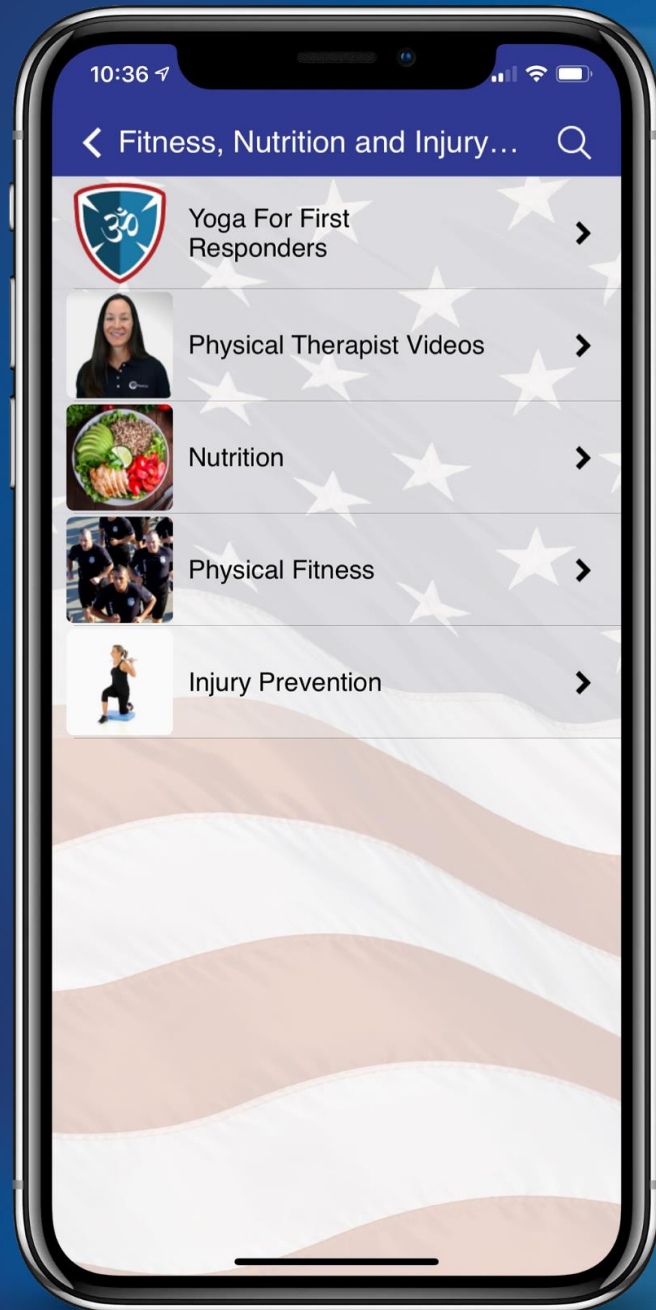 10:36
Fitness, Nutrition and Injury...
ॐ
Yoga For First
Responders
Physical Therapist Videos
Nutrition
Physical Fitness
Injury Prevention